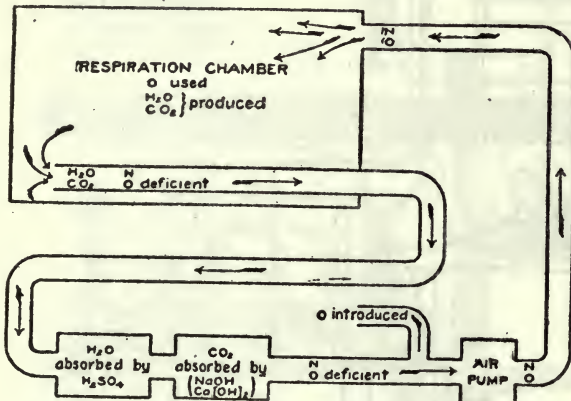 N
O
RESPIRATION CHAMBER
O used
H₂O
CO₂ } produced
H₂O
CO₂
N
O deficient
O introduced
H₂O
absorbed by
H₂SO₄
CO₂
absorbed by
(NaOH
Ca[OH]₂)
N
O deficient
AIR
PUMP
N
O